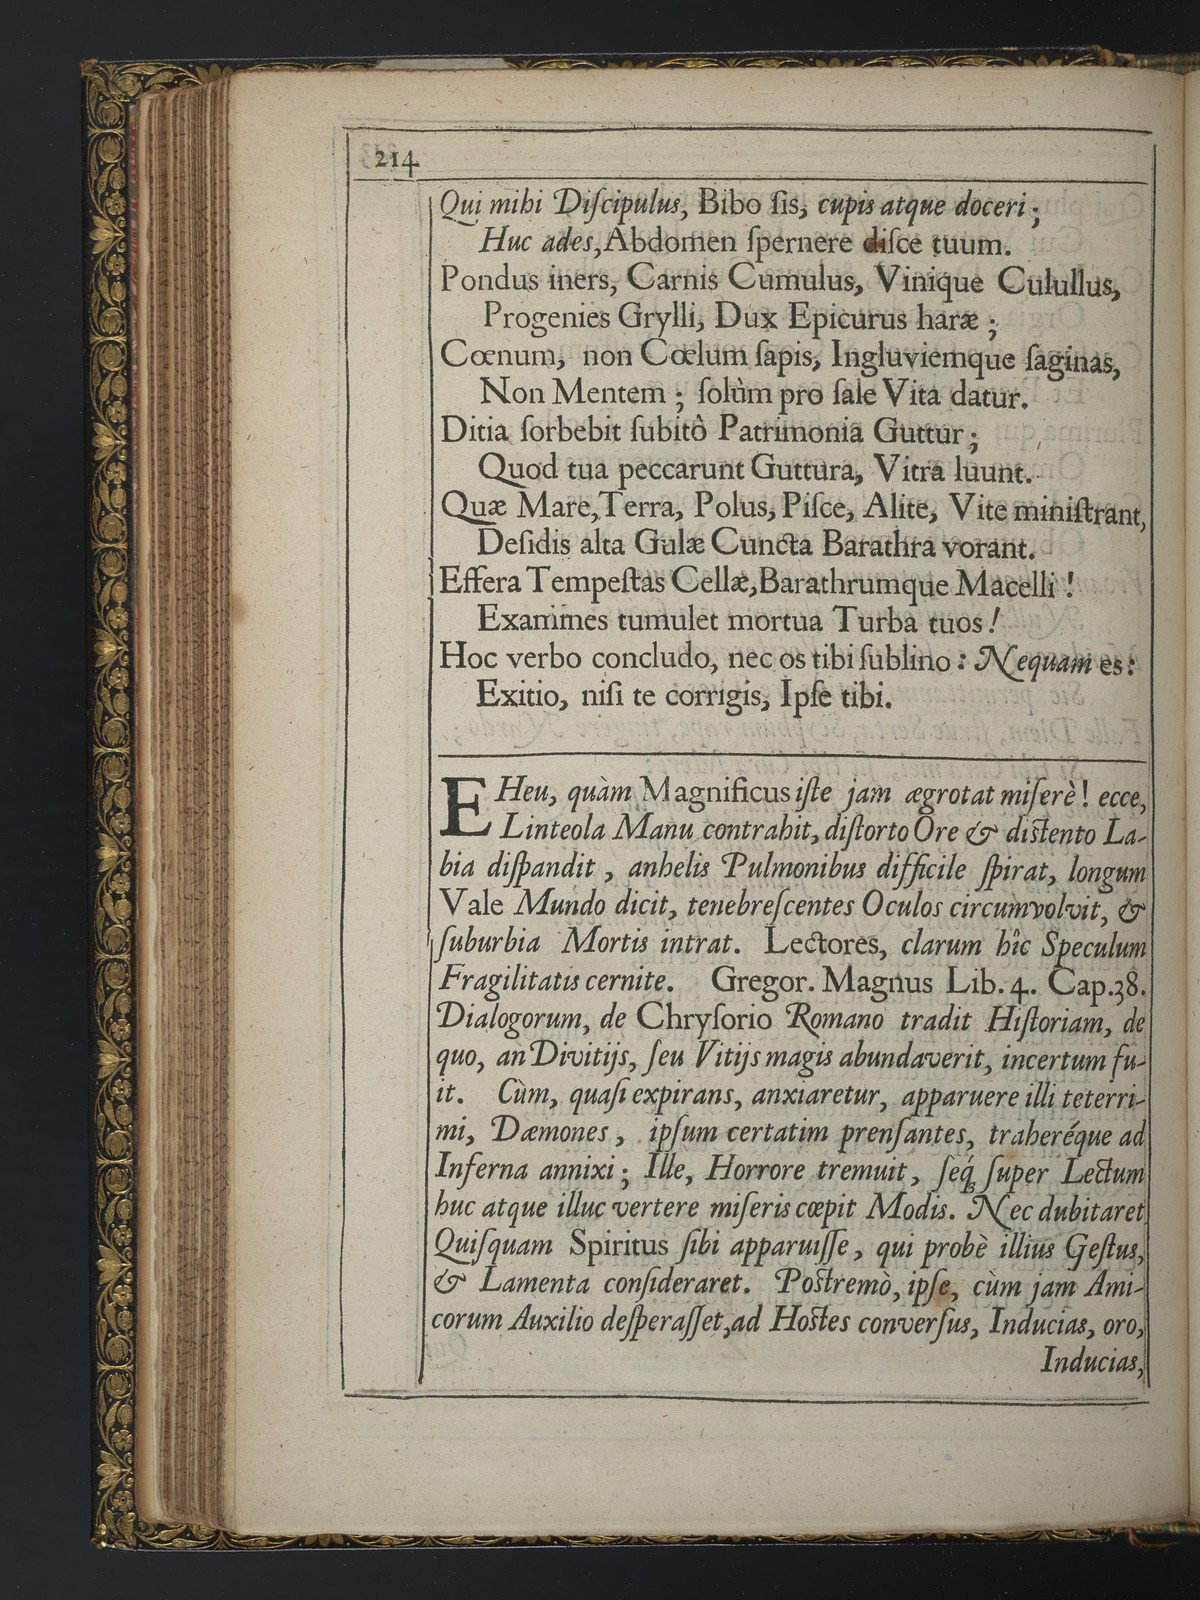 214
Qui mihi Diſcipulus, Bibo ſis, cupis atque doceri;
Huc ades, Abdomen ſpernere diſce tuum.
Pondus iners, Carnis Cumulus, Vinique Culullus,
Progenies Grylli, Dux Epicurus haræ;
Cœnum, non Cœlum ſapis, Ingluviemque ſaginas,
Non Mentem; ſolùm pro ſale Vita datur.
Ditia ſorbebit ſubitô Patrimonia Guttur;
Quod tua peccarunt Guttura, Vitra luunt.
Quæ Mare, Terra, Polus, Piſce, Alite, Vite miniſtrant,
Deſidis alta Gulæ Cuncta Barathra vorant.
Effera Tempeſtas Cellæ, Barathrumque Macelli!
Exanimes tumulet mortua Turba tuos!
Hoc verbo concludo, nec os tibi ſublino: Nequam es:
Exitio, niſi te corrigis, Ipſe tibi.
EHeu, quàm Magnificus iſte jam ægrotat miſerè! ecce,
Linteola Manu contrahit, diſtorto Ore & diſtento La-
bia diſpandit, anhelis Pulmonibus difficile ſpirat, longum
Vale Mundo dicit, tenebreſcentes Oculos circumvolvit, &
ſuburbia Mortis intrat. Lectores, clarum hîc Speculum
Fragilitatis cernite. Gregor. Magnus Lib. 4. Cap. 38.
Dialogorum, de Chryſorio Romano tradit Hiſtoriam, de
quo, an Divitijs, ſeu Vitijs magis abundaverit, incertum fu-
it. Cùm, quaſi expirans, anxiaretur, apparuere illi teterri-
mi, Dæmones, ipſum certatim prenſantes, traheréque ad
Inferna annixi; Ille, Horrore tremuit, ſeq́; ſuper Lectum
huc atque illuc vertere miſeris cœpit Modis. Nec dubitaret
Quiſquam Spiritus ſibi apparuiſſe, qui probè illius Geſtus,
& Lamenta conſideraret. Poſtremò, ipſe, cùm jam Ami-
corum Auxilio deſperaſſet, ad Hoſtes converſus, Inducias, oro,
Inducias,